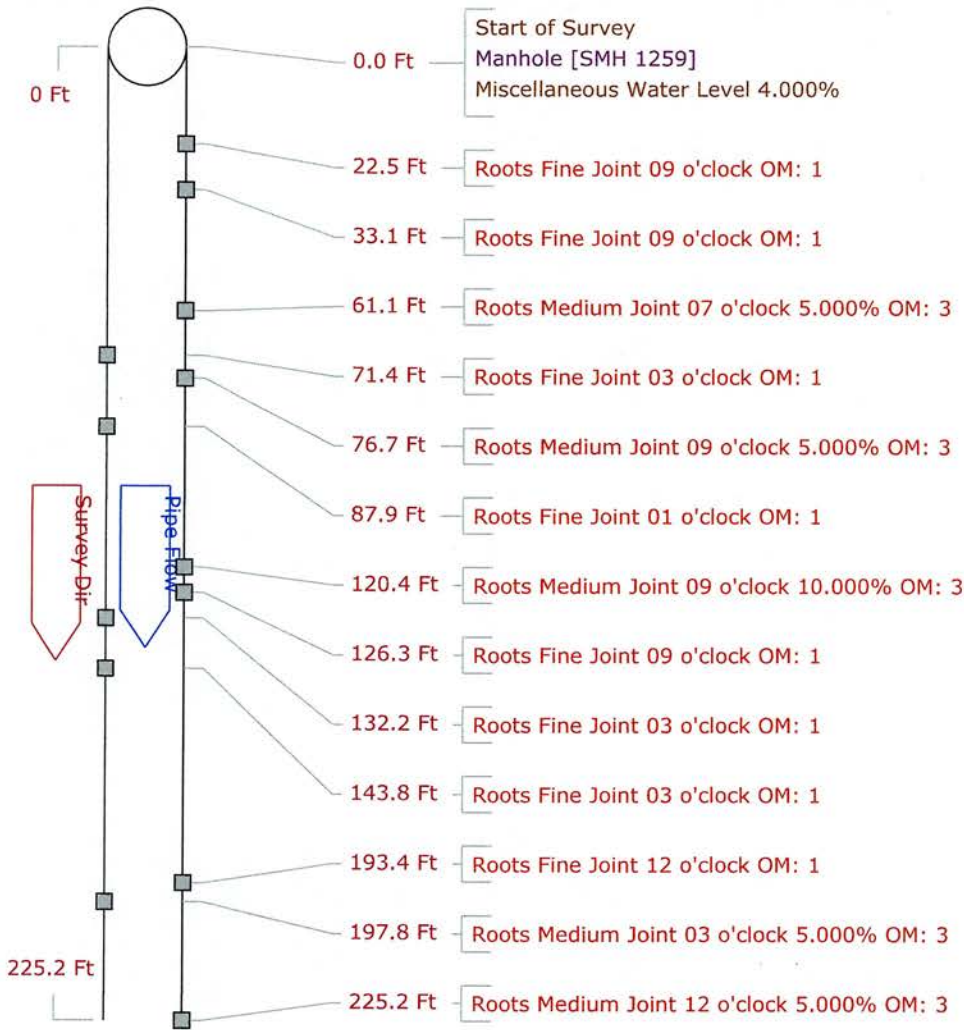 Start of Survey
0.0 Ft
Manhole [SMH 1259]
Miscellaneous Water Level 4.000%
0 Ft
22.5 Ft Roots Fine Joint 09 o'clock OM: 1
33.1 Ft Roots Fine Joint 09 o'clock OM: 1
61.1 Ft Roots Medium Joint 07 o'clock 5.000% OM: 3
71.4 Ft Roots Fine Joint 03 o'clock OM: 1
76.7 Ft Roots Medium Joint 09 o'clock 5.000% OM: 3
87.9 Ft Roots Fine Joint 01 o'clock OM: 1
Survey Dir
Pipe Flow
120.4 Ft Roots Medium Joint 09 o'clock 10.000% OM: 3
126.3 Ft Roots Fine Joint 09 o'clock OM: 1
132.2 Ft Roots Fine Joint 03 o'clock OM: 1
143.8 Ft Roots Fine Joint 03 o'clock OM: 1
193.4 Ft Roots Fine Joint 12 o'clock OM: 1
197.8 Ft Roots Medium Joint 03 o'clock 5.000% OM: 3
225.2 Ft
225.2 Ft Roots Medium Joint 12 o'clock 5.000% OM: 3